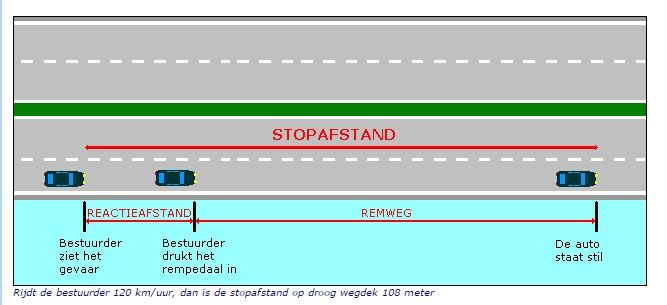 STOPAFSTAND
REACTIEAFSTAND
REMWEG
Bestuurder
ziet het
gevaar
Bestuurder
drukt het
rempedaal in
De auto
staat stil
Rijdt de bestuurder 120 km/uur, dan is de stopafstand op droog wegdek 108 meter